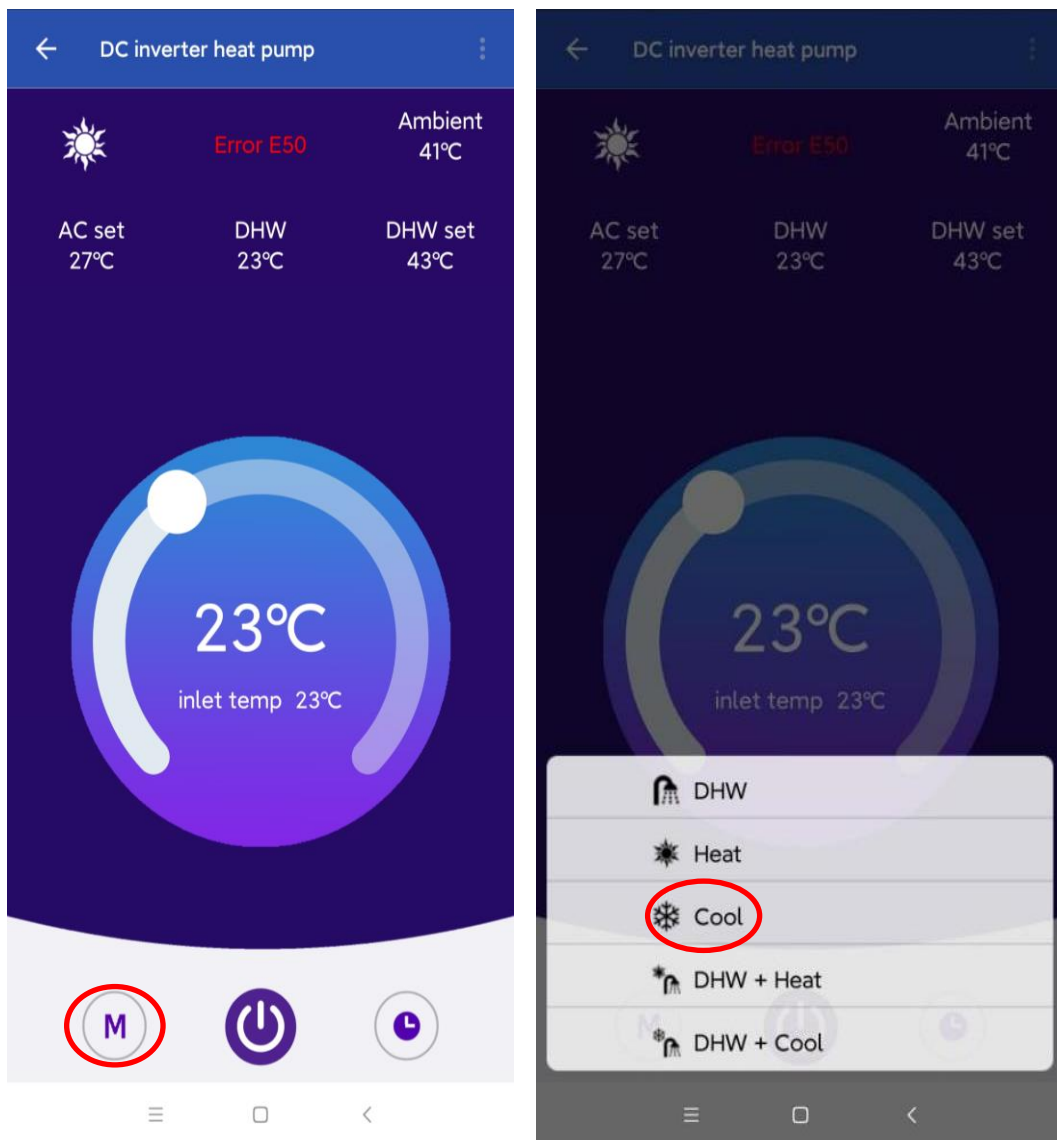 DC inverter heat pump
Error E50
Ambient
41℃
AC set
27℃
DHW
23℃
DHW set
43℃
23℃
inlet temp 23℃
M
DC inverter heat pump
Error E50
Ambient
41℃
AC set
27℃
DHW
23℃
DHW set
43℃
23℃
inlet temp 23℃
DHW
Heat
Cool
DHW + Heat
DHW + Cool
M